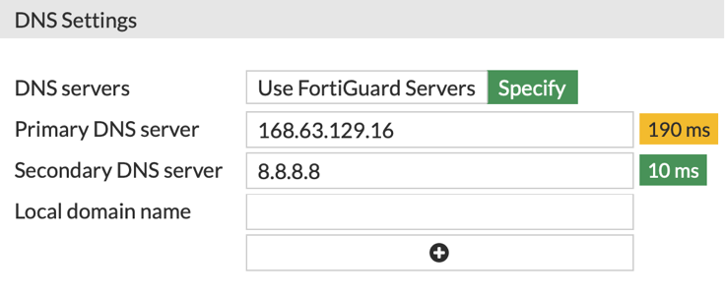 DNS Settings
DNS servers Use FortiGuard Servers Specify
Primary DNS server 168.63.129.16 190 ms
Secondary DNS server 8.8.8.8 10 ms
Local domain name